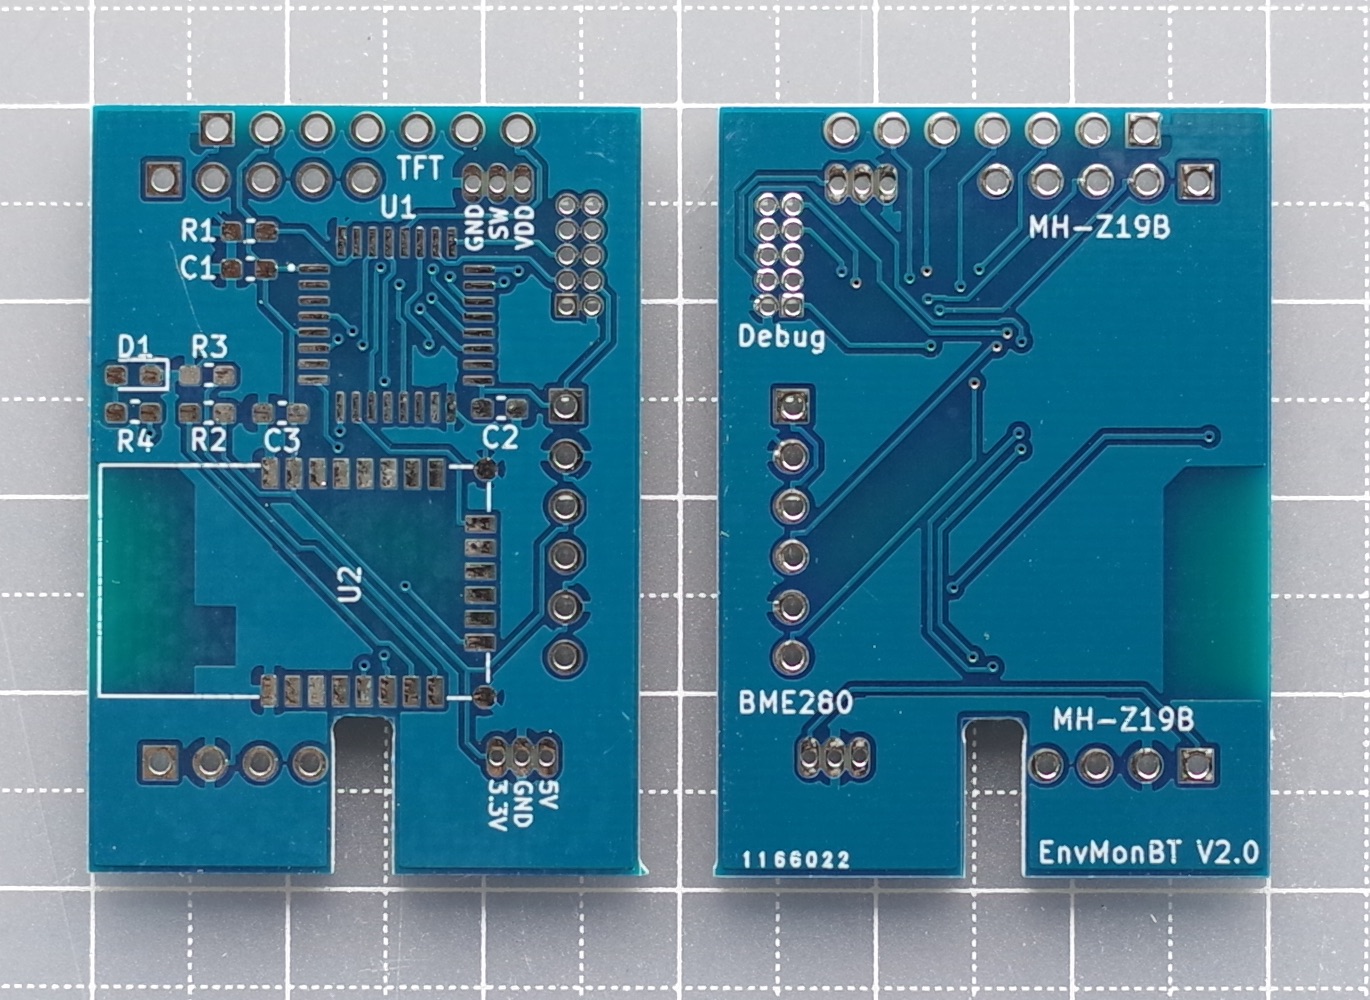 TFT
U1
GND
SW
VDD
R1
C1
D1
R3
R4
R2
C3
C2
U2
3.3V
GND
5V
MH-Z19B
Debug
BME280
MH-Z19B
1166022
EnvMonBT V2.0